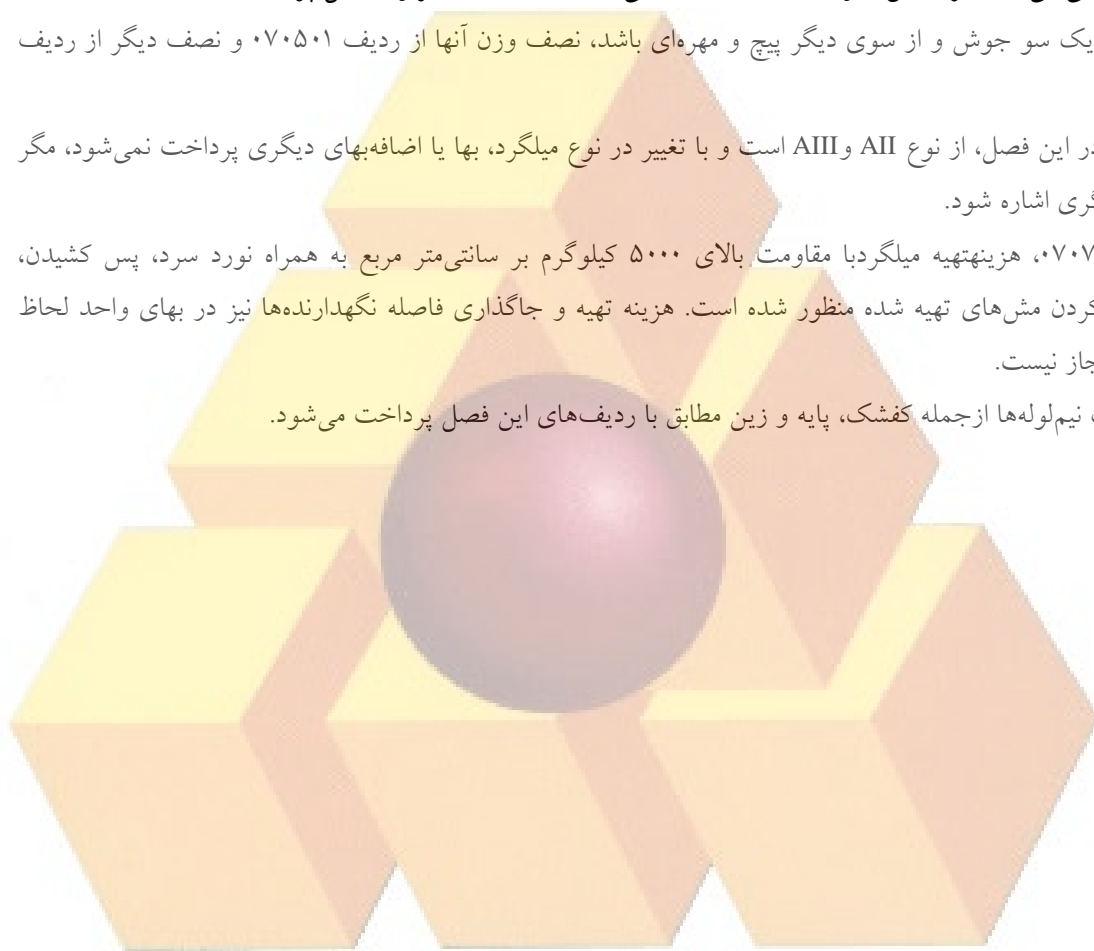 یک سو جوش و از سوی دیگر پیچ و مهره‌ای باشد، نصف وزن آنها از ردیف ۰۷۰۵۰۱ و نصف دیگر از ردیف
در این فصل، از نوع AII وAIII است و با تغییر در نوع میلگرد، بها یا اضافه‌بهای دیگری پرداخت نمی‌شود، مگر
گری اشاره شود.
۰۷۰۷، هزینهتهیه میلگردبا مقاومت بالای ۵۰۰۰ کیلوگرم بر سانتی‌متر مربع به همراه نورد سرد، پس کشیدن،
کردن مش‌های تهیه شده منظور شده است. هزینه تهیه و جاگذاری فاصله نگهدارنده‌ها نیز در بهای واحد لحاظ
جاز نیست.
نیم‌لوله‌ها ازجمله کفشک، پایه و زین مطابق با ردیف‌های این فصل پرداخت می‌شود.